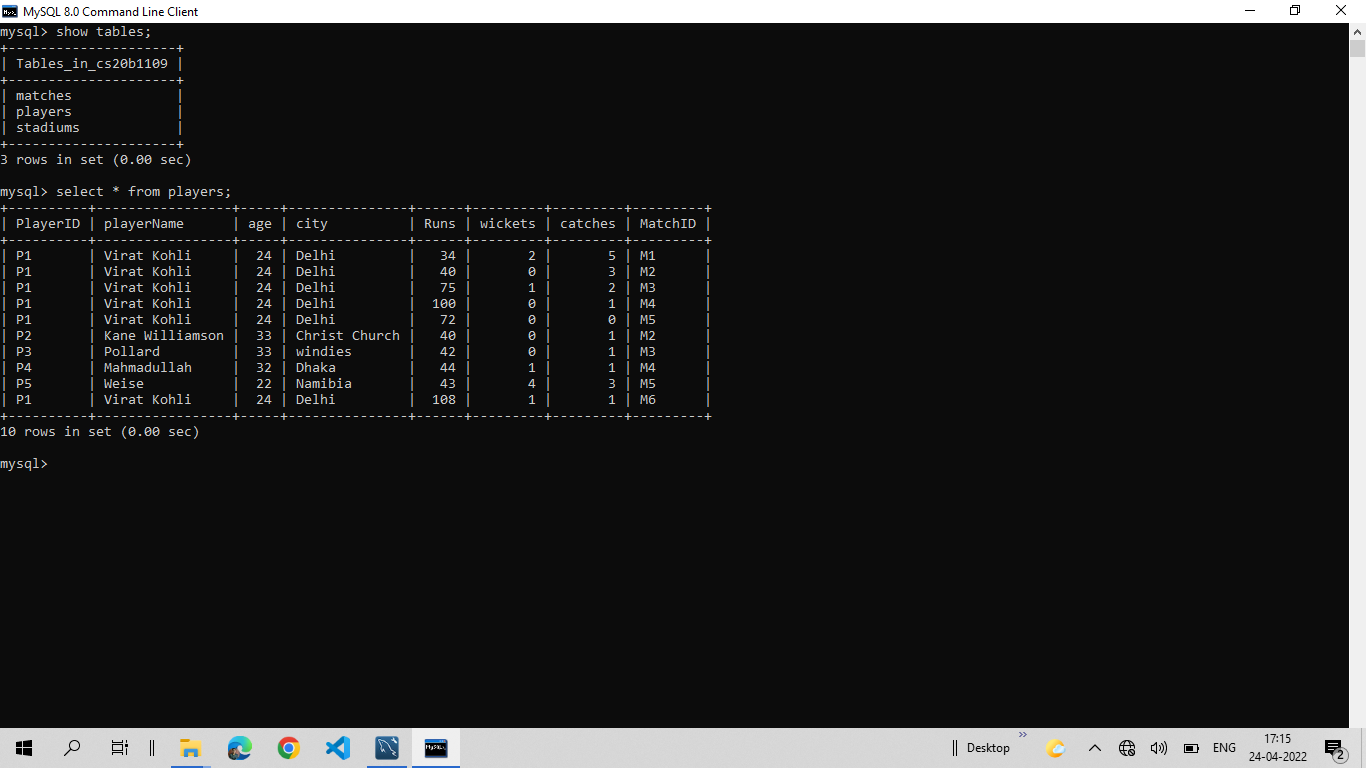 MySQL 8.0 Command Line Client
mysql> show tables;
+---------------------+
| Tables_in_cs20b1109 |
+---------------------+
| matches             |
| players             |
| stadiums            |
+---------------------+
3 rows in set (0.00 sec)
mysql> select * from players;
+----------+-----------------+-----+---------------+------+---------+---------+---------+
| PlayerID | playerName      | age | city          | Runs | wickets | catches | MatchID |
+----------+-----------------+-----+---------------+------+---------+---------+---------+
| P1       | Virat Kohli     |  24 | Delhi         |   34 |       2 |       5 | M1      |
| P1       | Virat Kohli     |  24 | Delhi         |   40 |       0 |       3 | M2      |
| P1       | Virat Kohli     |  24 | Delhi         |   75 |       1 |       2 | M3      |
| P1       | Virat Kohli     |  24 | Delhi         |  100 |       0 |       1 | M4      |
| P1       | Virat Kohli     |  24 | Delhi         |   72 |       0 |       0 | M5      |
| P2       | Kane Williamson |  33 | Christ Church |   40 |       0 |       1 | M2      |
| P3       | Pollard         |  33 | windies       |   42 |       0 |       1 | M3      |
| P4       | Mahmadullah     |  32 | Dhaka         |   44 |       1 |       1 | M4      |
| P5       | Weise           |  22 | Namibia       |   43 |       4 |       3 | M5      |
| P1       | Virat Kohli     |  24 | Delhi         |  108 |       1 |       1 | M6      |
+----------+-----------------+-----+---------------+------+---------+---------+---------+
10 rows in set (0.00 sec)
mysql>
Desktop
»
ENG
17:15
24-04-2022
2